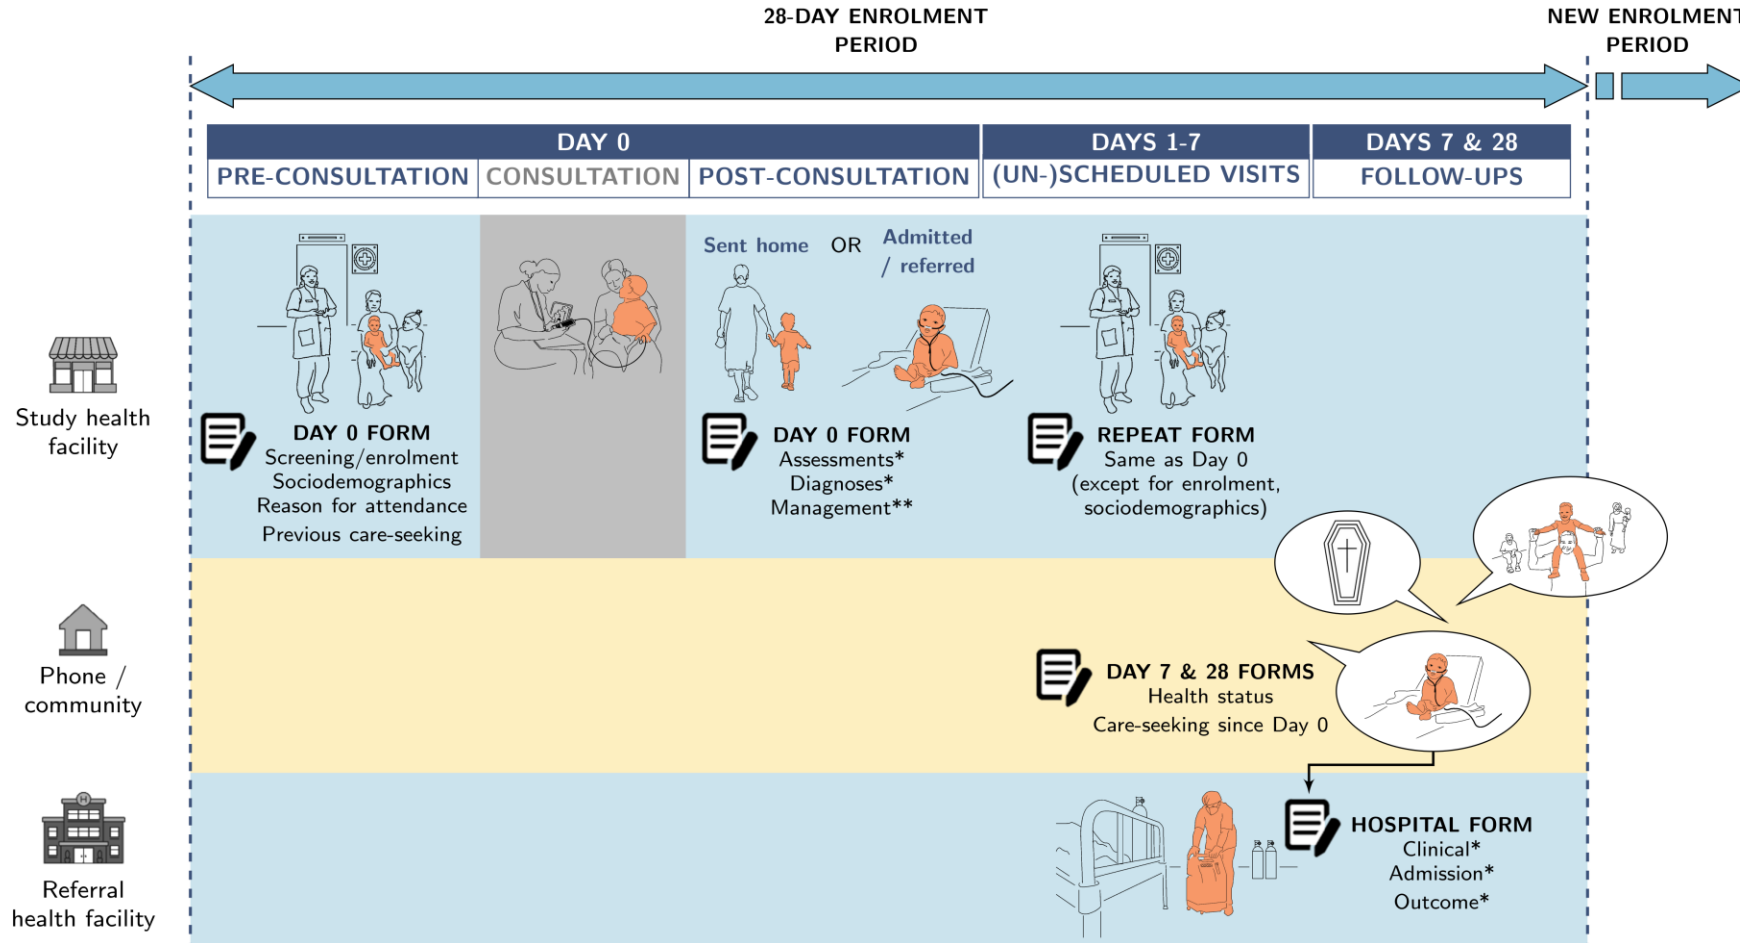 28-DAY ENROLMENT
PERIOD
NEW ENROLMENT
PERIOD
DAY 0
DAYS 1-7
DAYS 7 & 28
PRE-CONSULTATION
CONSULTATION
POST-CONSULTATION
(UN-)SCHEDULED VISITS
FOLLOW-UPS
Study health
facility
DAY 0 FORM
Screening/enrolment
Sociodemographics
Reason for attendance
Previous care-seeking
Sent home OR Admitted
/ referred
DAY 0 FORM
Assessments*
Diagnoses*
Management**
REPEAT FORM
Same as Day 0
(except for enrolment,
sociodemographics)
Phone /
community
DAY 7 & 28 FORMS
Health status
Care-seeking since Day 0
Referral
health facility
H
HOSPITAL FORM
Clinical*
Admission*
Outcome*